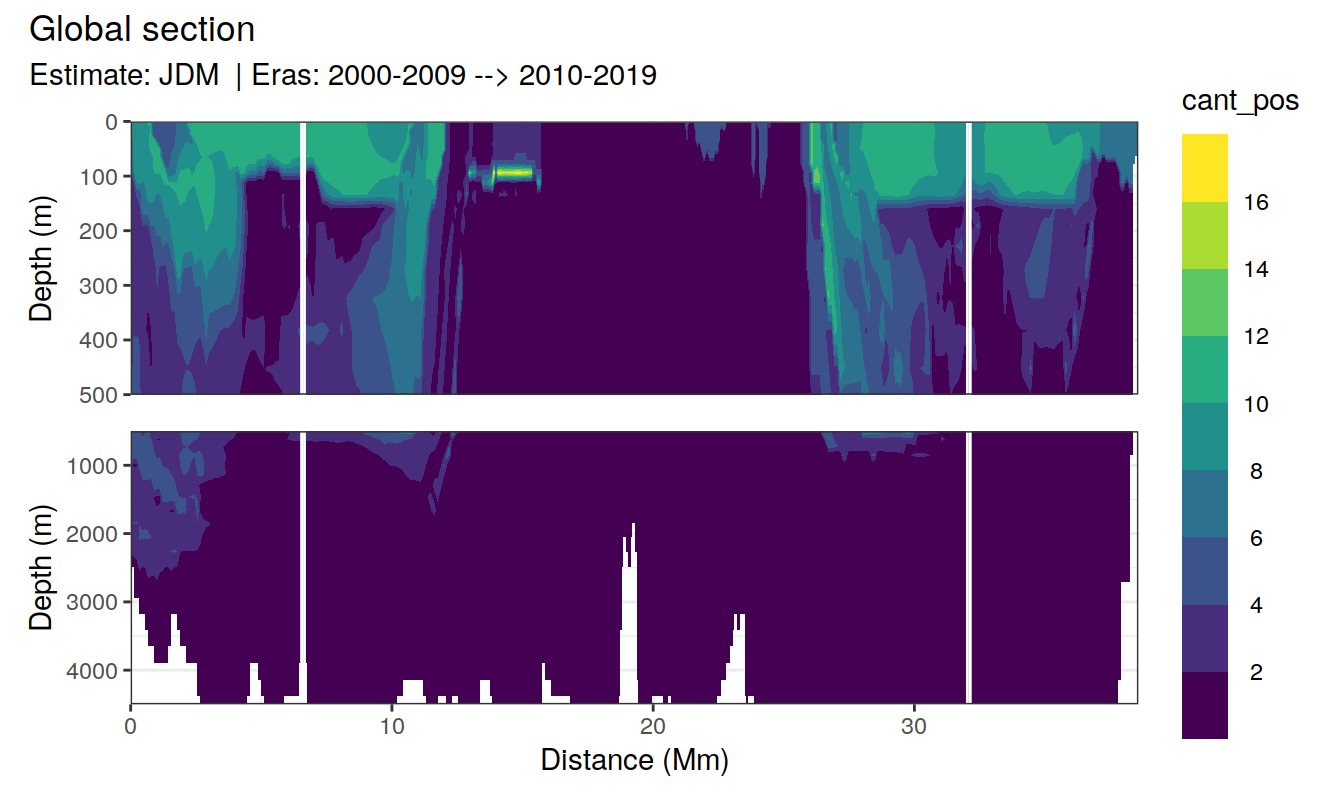 Global section
Estimate: JDM | Eras: 2000-2009 --> 2010-2019
cant_pos
16
14
12
10
8
6
4
2
Depth (m)
0
100
200
300
400
500
Depth (m)
1000
2000
3000
4000
0 10 20 30
Distance (Mm)